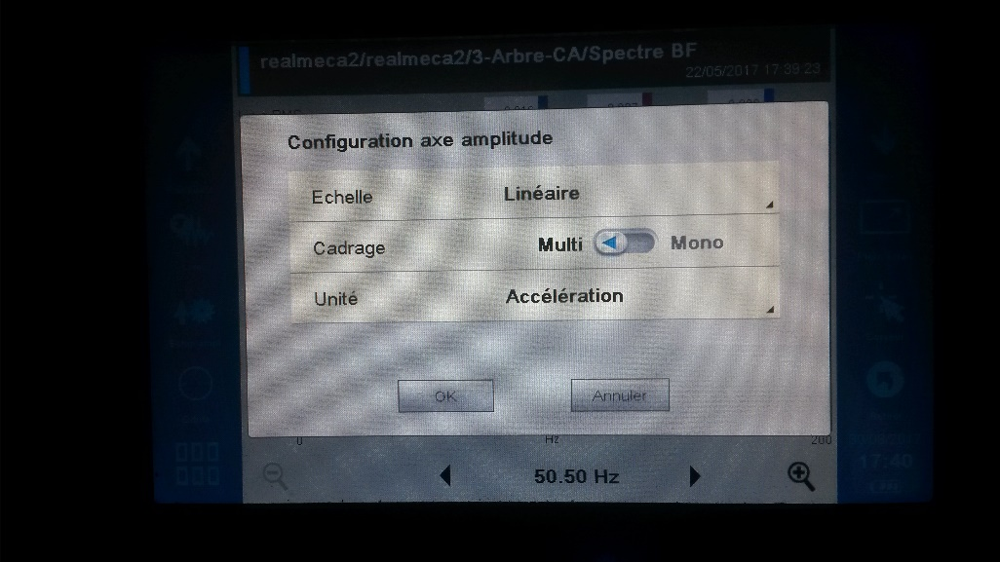 realmeca2/realmeca2/3-Arbre-CA/Spectre BF
22/05/2017 17:39:23
Configuration axe amplitude
Echelle Linéaire
Cadrage Multi Mono
Unité Accélération
OK Annuler
0 Hz 200
50.50 Hz
17:40